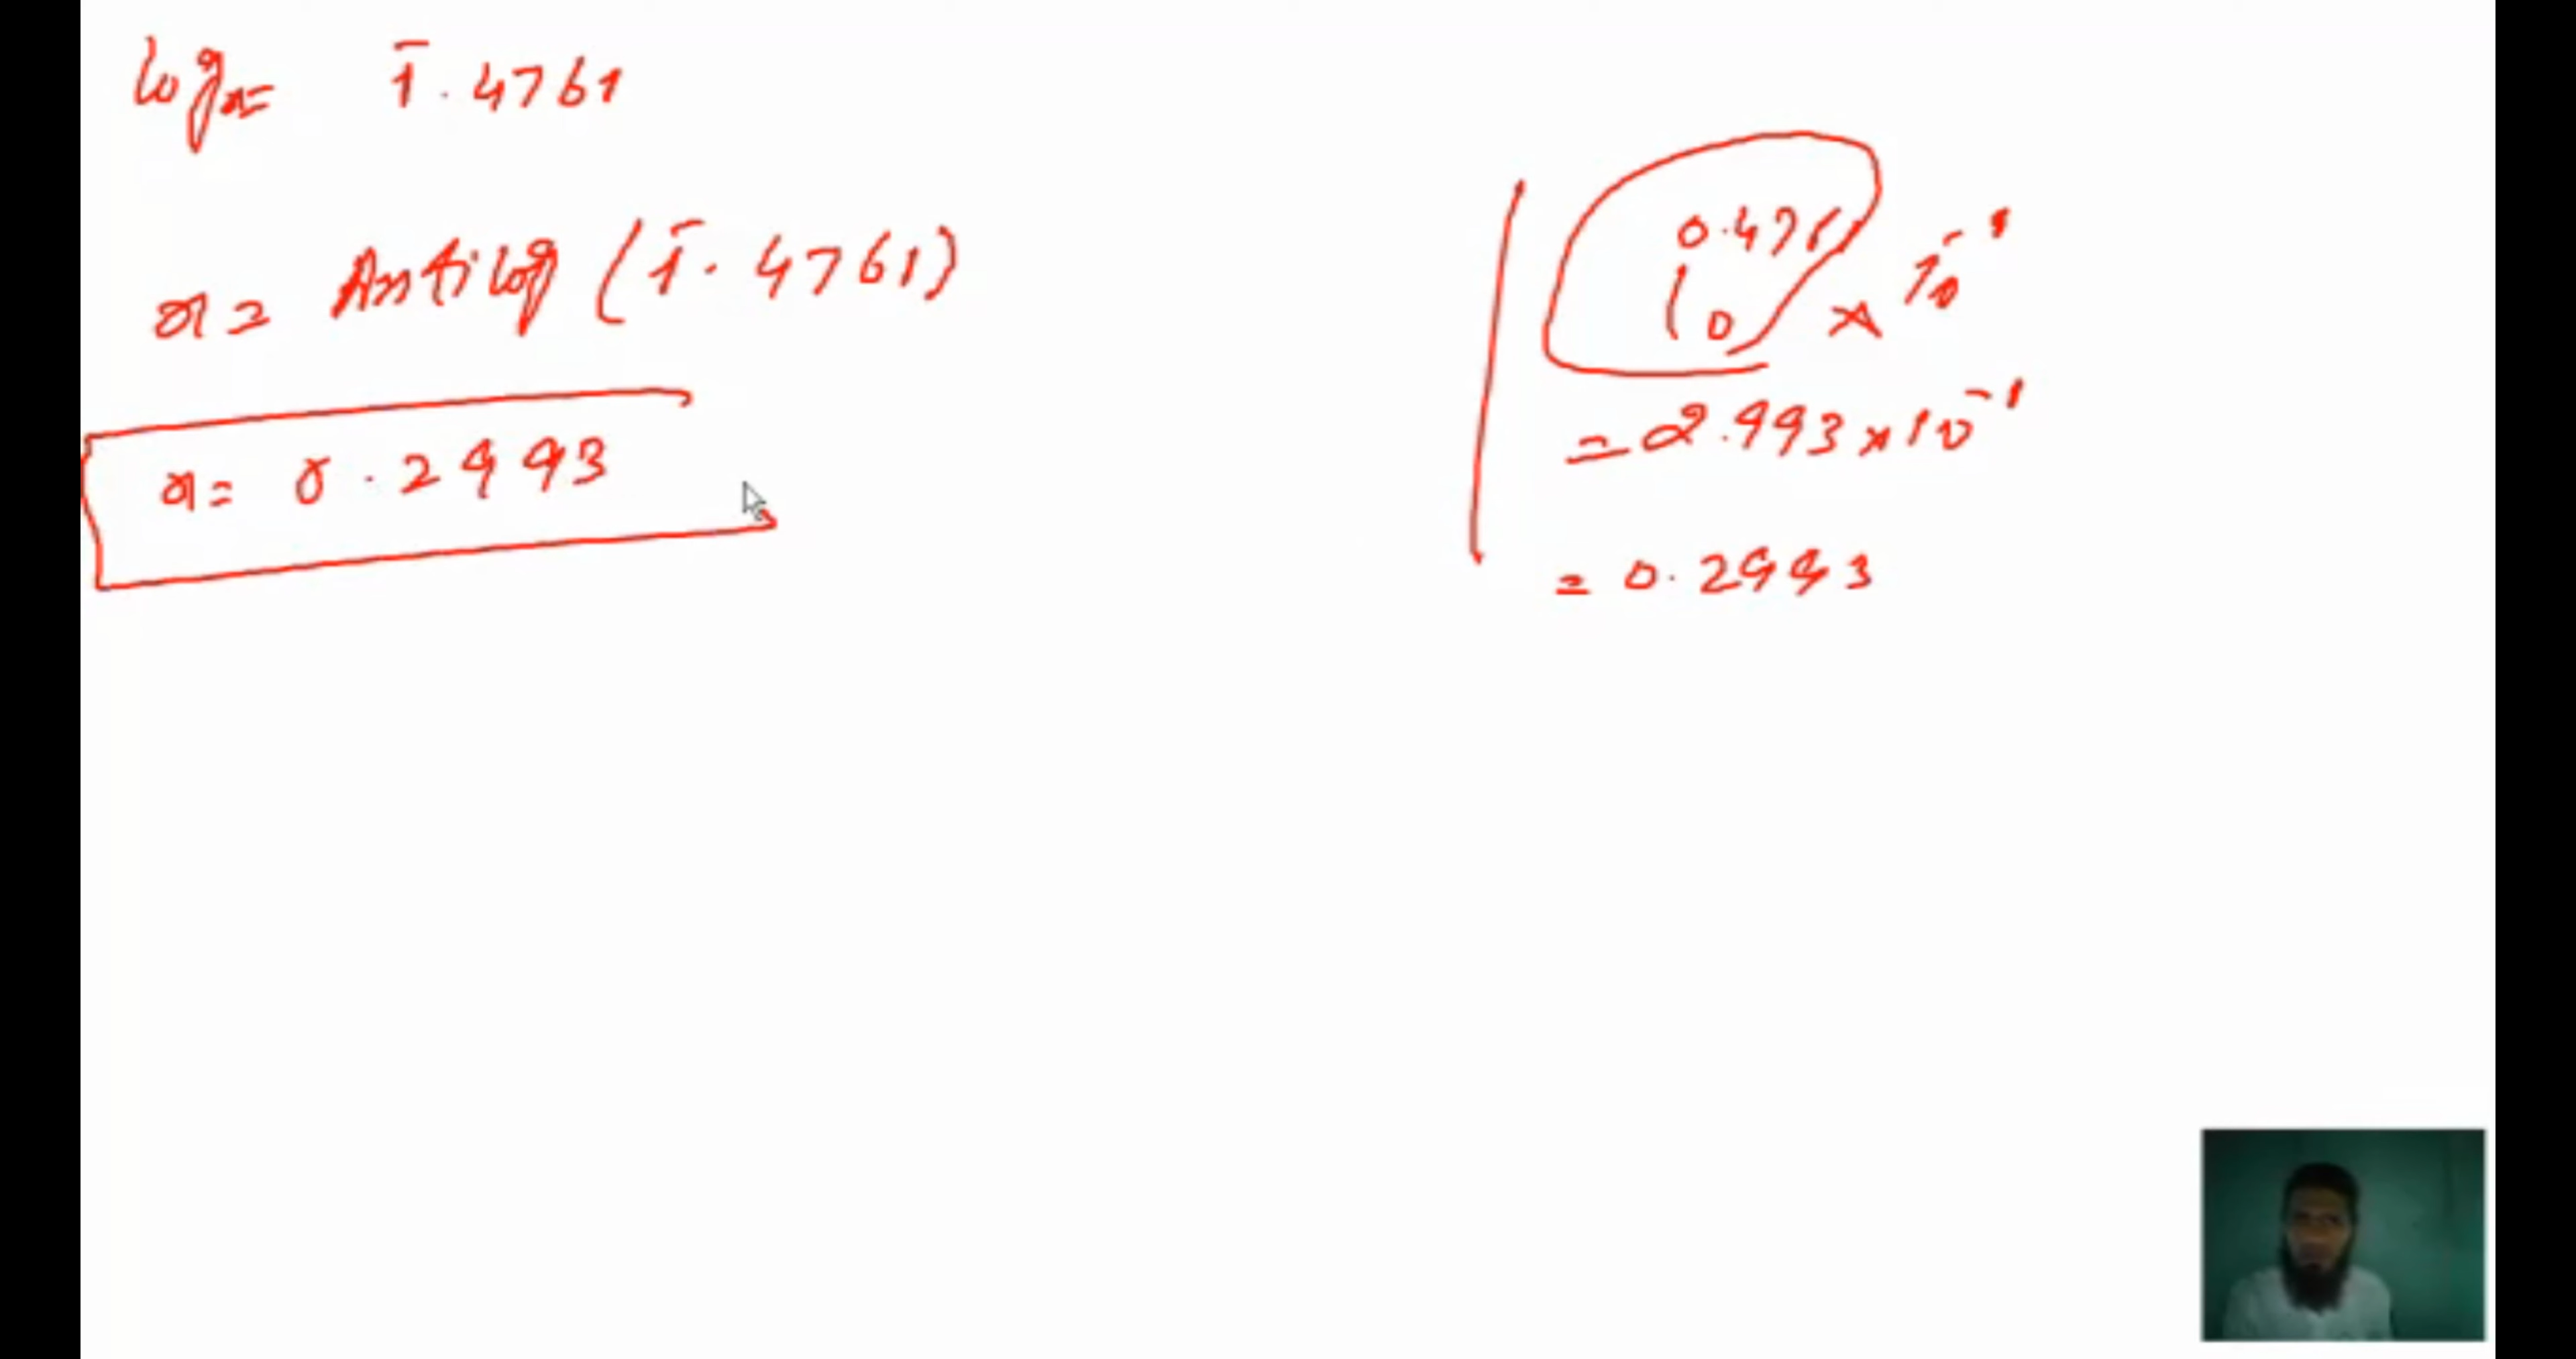 log x = 1̄.4761
x = Antilog (1̄.4761)
x = 0.2993
10^0.4761 × 10^-1
= 2.993 × 10^-1
= 0.2993